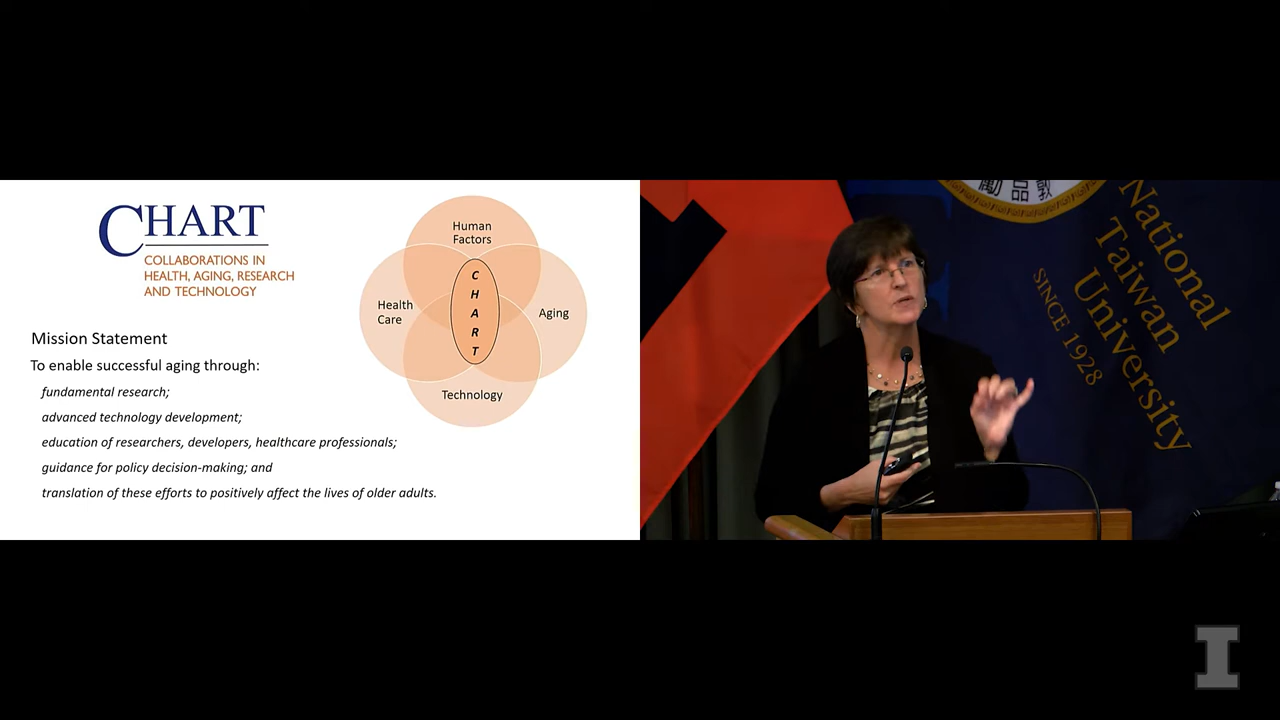 CHART
COLLABORATIONS IN
HEALTH, AGING, RESEARCH
AND TECHNOLOGY
Mission Statement
To enable successful aging through:
fundamental research;
advanced technology development;
education of researchers, developers, healthcare professionals;
guidance for policy decision-making; and
translation of these efforts to positively affect the lives of older adults.
Human
Factors
Health
Care
C
H
A
R
T
Aging
Technology
National
Taiwan
University
SINCE 1928
I